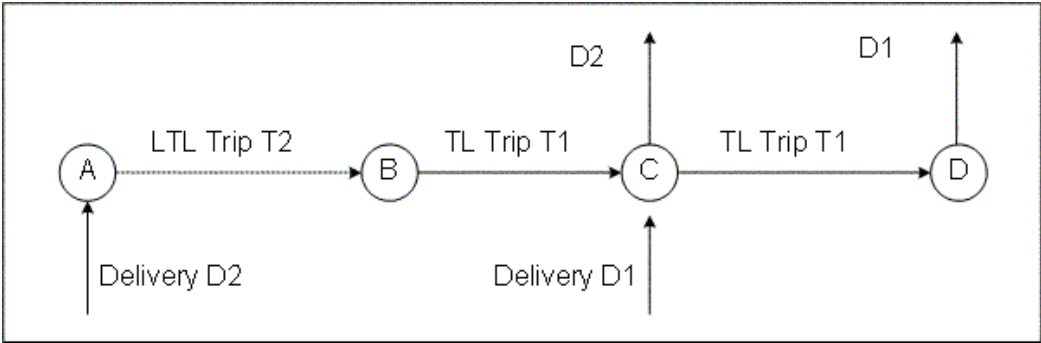 D2
D1
LTL Trip T2
TL Trip T1
TL Trip T1
A
B
C
D
Delivery D2
Delivery D1